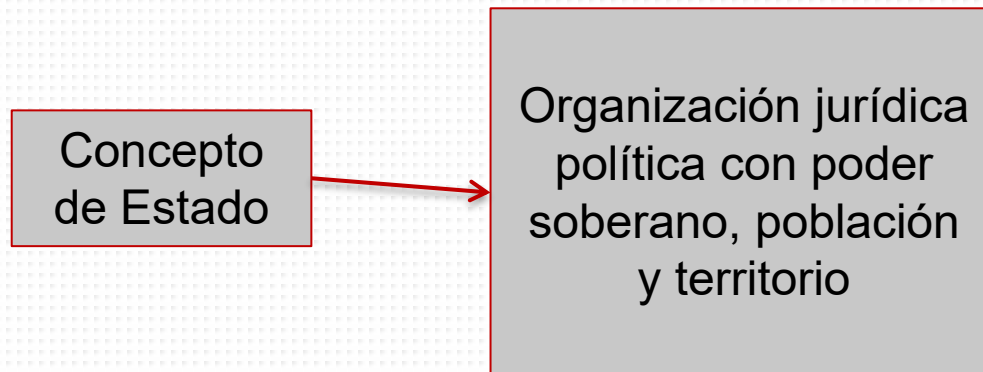 Concepto
de Estado
Organización jurídica
política con poder
soberano, población
y territorio